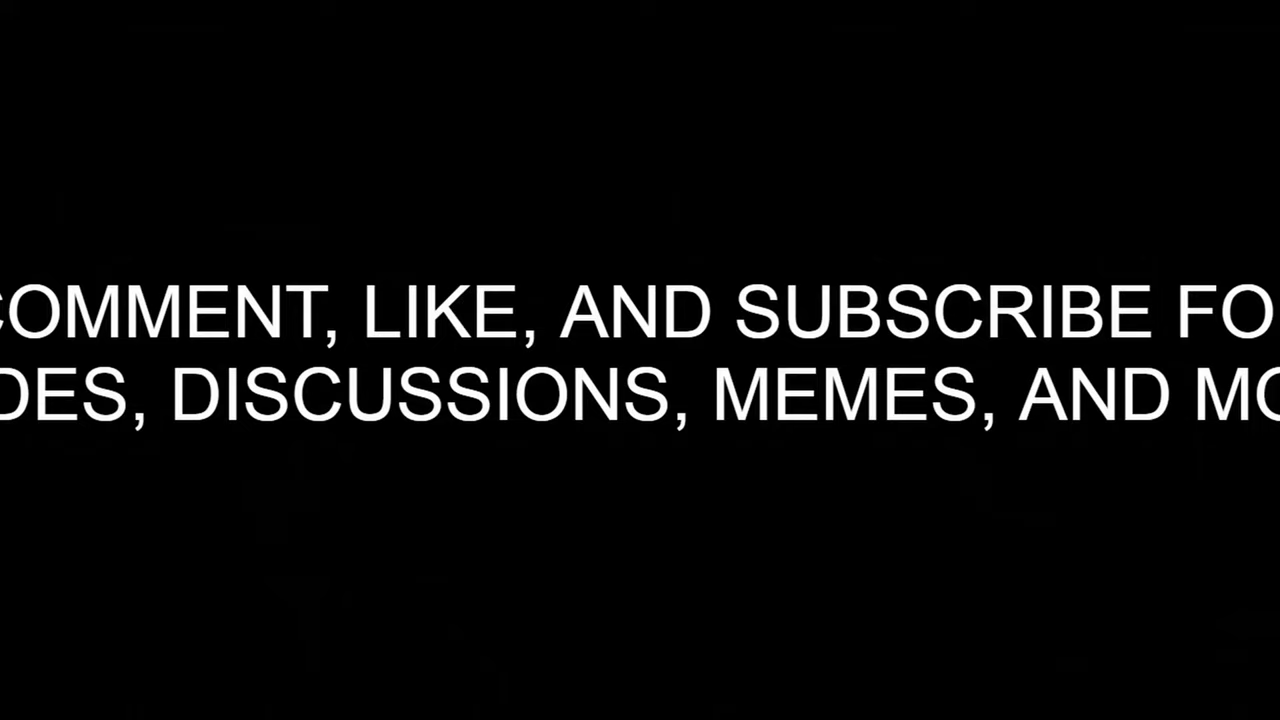 COMMENT, LIKE, AND SUBSCRIBE FO
DES, DISCUSSIONS, MEMES, AND MO